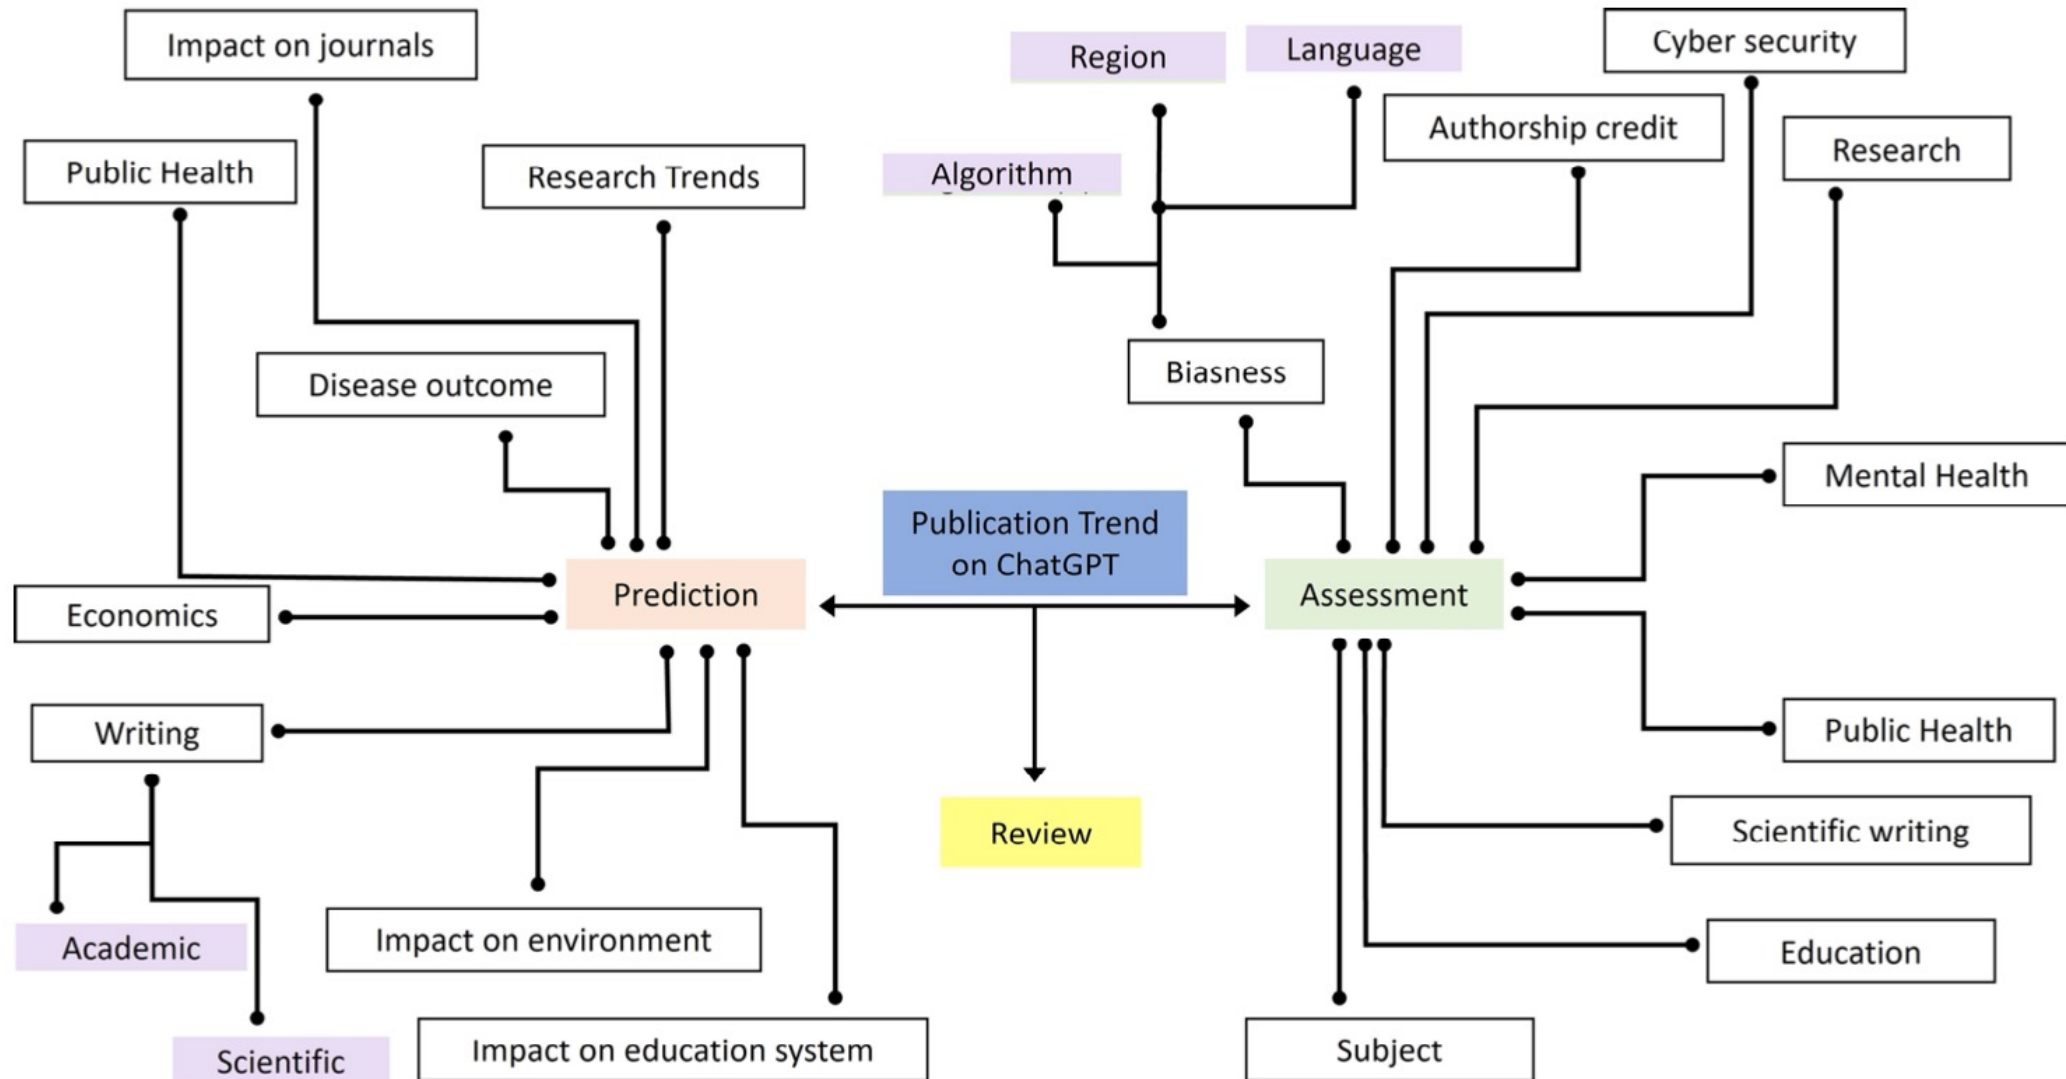 Impact on journals
Region
Language
Cyber security
Authorship credit
Research
Public Health
Research Trends
Algorithm
Disease outcome
Biasness
Mental Health
Publication Trend
on ChatGPT
Prediction
Assessment
Economics
Writing
Public Health
Review
Scientific writing
Academic
Impact on environment
Education
Scientific
Impact on education system
Subject